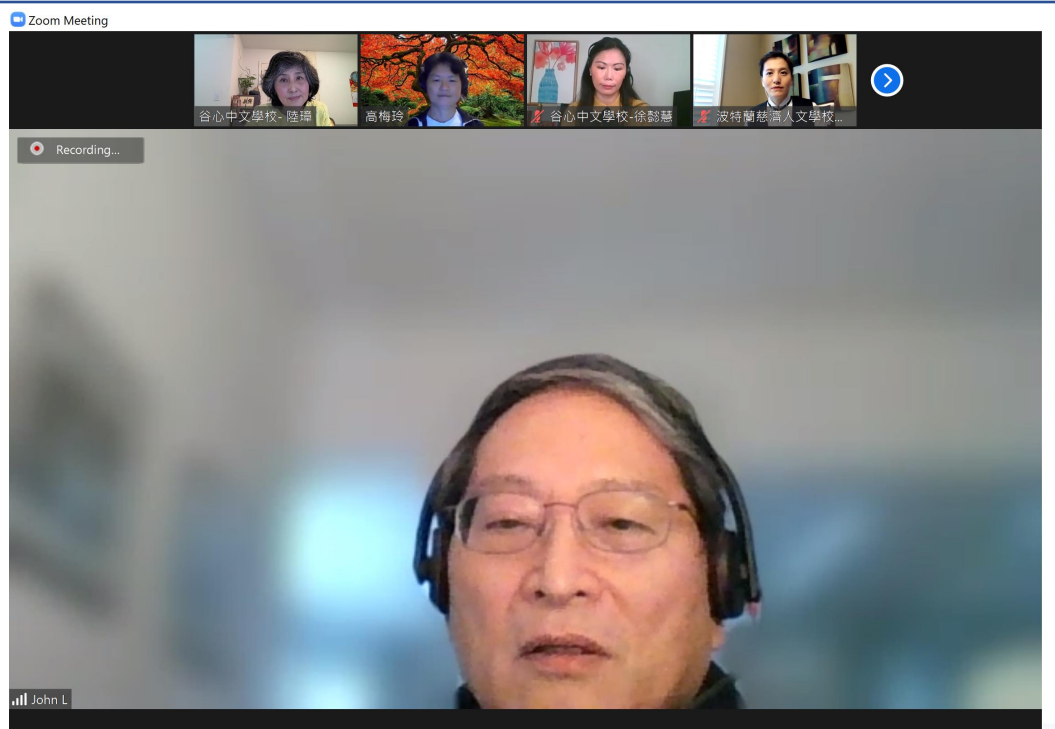 Zoom Meeting
谷心中文學校- 陸璋
高梅玲
谷心中文學校-徐懿慧
波特蘭慈濟人文學校...
Recording...
John L